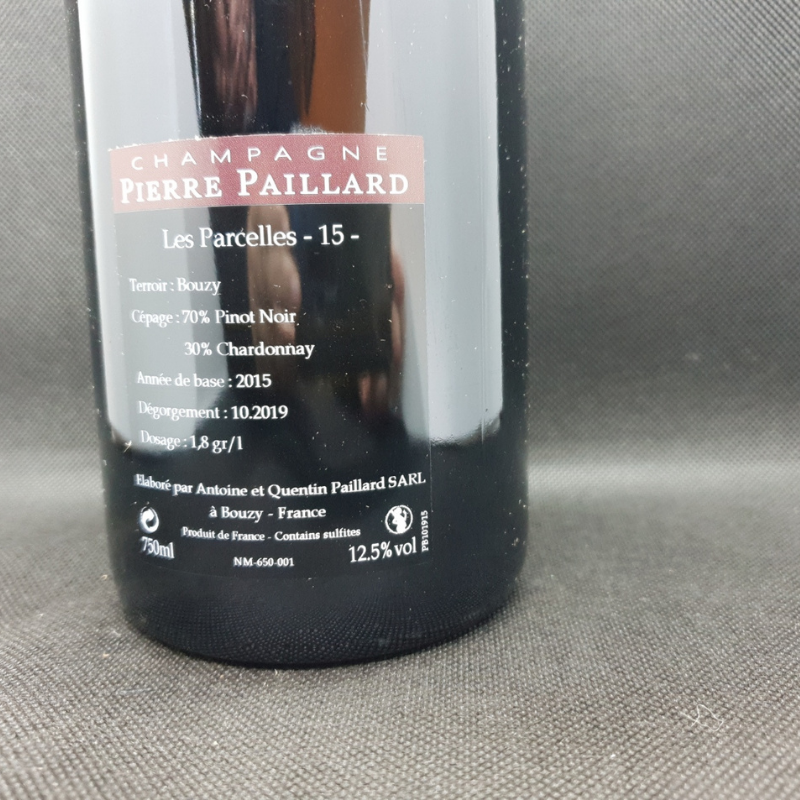 CHAMPAGNE
PIERRE PAILLARD
Les Parcelles - 15 -
Terroir : Bouzy
Cépage : 70% Pinot Noir
30% Chardonnay
Année de base : 2015
Dégorgement : 10.2019
Dosage : 1,8 gr/l
Elaboré par Antoine et Quentin Paillard SARL
à Bouzy - France
Produit de France - Contains sulfites
750ml
12.5% vol
NM-650-001
PB101915